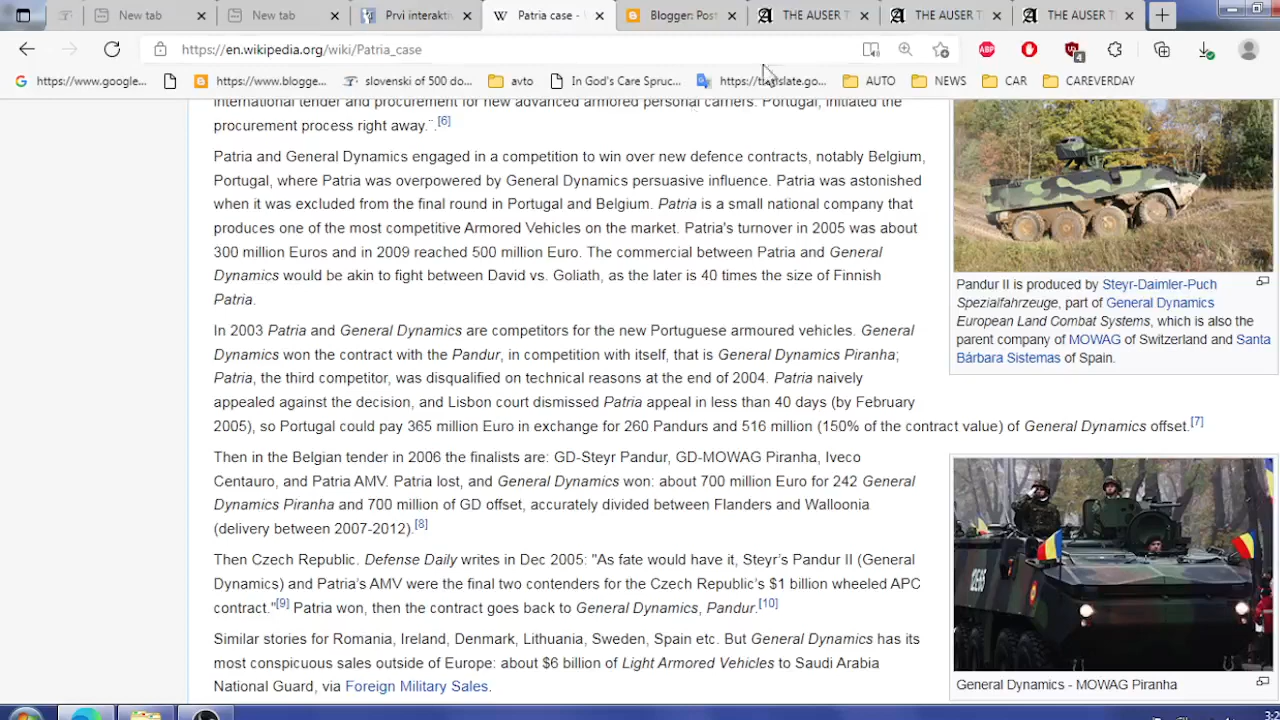 New tab
New tab
Prvi interakti
Patria case -
Blogger: Post
THE AUSER T
THE AUSER T
THE AUSER T
https://en.wikipedia.org/wiki/Patria_case
ABP
4
https://www.google...
https://www.blogge...
slovenski of 500 do...
avto
In God's Care Spruc...
https://translate.go...
AUTO
NEWS
CAR
CAREVERDAY
international tender and procurement for new advanced armored personal carriers. Portugal, initiated the
procurement process right away.¨.[6]
Patria and General Dynamics engaged in a competition to win over new defence contracts, notably Belgium,
Portugal, where Patria was overpowered by General Dynamics persuasive influence. Patria was astonished
when it was excluded from the final round in Portugal and Belgium. Patria is a small national company that
produces one of the most competitive Armored Vehicles on the market. Patria's turnover in 2005 was about
300 million Euros and in 2009 reached 500 million Euro. The commercial between Patria and General
Dynamics would be akin to fight between David vs. Goliath, as the later is 40 times the size of Finnish
Patria.
In 2003 Patria and General Dynamics are competitors for the new Portuguese armoured vehicles. General
Dynamics won the contract with the Pandur, in competition with itself, that is General Dynamics Piranha;
Patria, the third competitor, was disqualified on technical reasons at the end of 2004. Patria naively
appealed against the decision, and Lisbon court dismissed Patria appeal in less than 40 days (by February
2005), so Portugal could pay 365 million Euro in exchange for 260 Pandurs and 516 million (150% of the contract value) of General Dynamics offset.[7]
Then in the Belgian tender in 2006 the finalists are: GD-Steyr Pandur, GD-MOWAG Piranha, Iveco
Centauro, and Patria AMV. Patria lost, and General Dynamics won: about 700 million Euro for 242 General
Dynamics Piranha and 700 million of GD offset, accurately divided between Flanders and Walloonia
(delivery between 2007-2012).[8]
Then Czech Republic. Defense Daily writes in Dec 2005: "As fate would have it, Steyr's Pandur II (General
Dynamics) and Patria's AMV were the final two contenders for the Czech Republic's $1 billion wheeled APC
contract."[9] Patria won, then the contract goes back to General Dynamics, Pandur.[10]
Similar stories for Romania, Ireland, Denmark, Lithuania, Sweden, Spain etc. But General Dynamics has its
most conspicuous sales outside of Europe: about $6 billion of Light Armored Vehicles to Saudi Arabia
National Guard, via Foreign Military Sales.
Pandur II is produced by Steyr-Daimler-Puch
Spezialfahrzeuge, part of General Dynamics
European Land Combat Systems, which is also the
parent company of MOWAG of Switzerland and Santa
Bárbara Sistemas of Spain.
General Dynamics - MOWAG Piranha